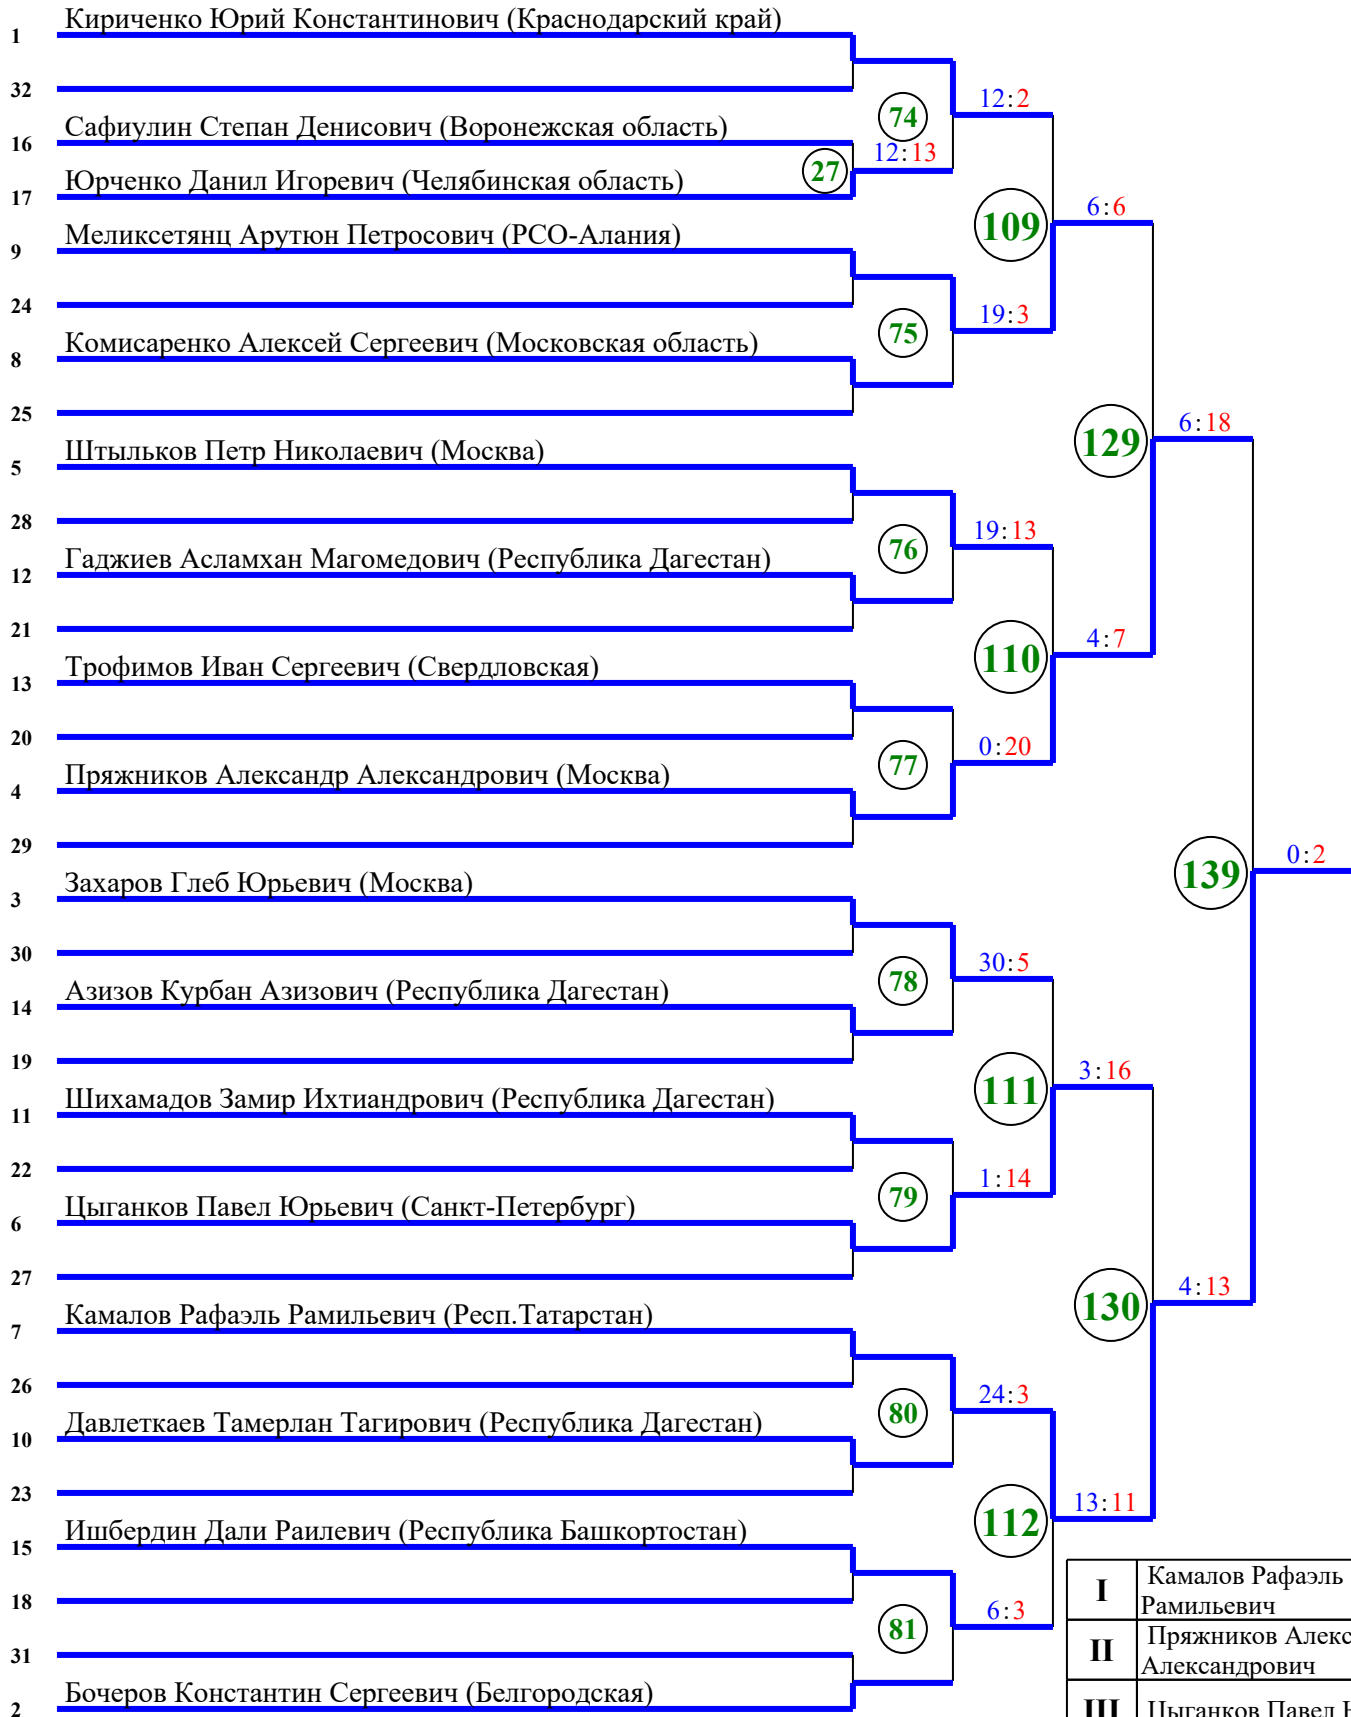 Кириченко Юрий Константинович (Краснодарский край)
1
32
74
12:2
Сафиулин Степан Денисович (Воронежская область)
16
27
12:13
Юрченко Данил Игоревич (Челябинская область)
17
109
6:6
Меликсетянц Арутюн Петросович (РСО-Алания)
9
24
75
19:3
Комисаренко Алексей Сергеевич (Московская область)
8
25
129
6:18
Штыльков Петр Николаевич (Москва)
5
28
76
19:13
Гаджиев Асламхан Магомедович (Республика Дагестан)
12
21
110
4:7
Трофимов Иван Сергеевич (Свердловская)
13
20
77
0:20
Пряжников Александр Александрович (Москва)
4
29
139
0:2
Захаров Глеб Юрьевич (Москва)
3
30
78
30:5
Азизов Курбан Азизович (Республика Дагестан)
14
19
111
3:16
Шихамадов Замир Ихтиандрович (Республика Дагестан)
11
22
79
1:14
Цыганков Павел Юрьевич (Санкт-Петербург)
6
27
130
4:13
Камалов Рафаэль Рамильевич (Респ.Татарстан)
7
26
80
24:3
Давлеткаев Тамерлан Тагирович (Республика Дагестан)
10
23
112
13:11
Ишбердин Дали Раилевич (Республика Башкортостан)
15
18
81
6:3
31
Бочеров Константин Сергеевич (Белгородская)
2
I Камалов Рафаэль
Рамильевич
II Пряжников Алекс
Александрович
III Цыганков Павел